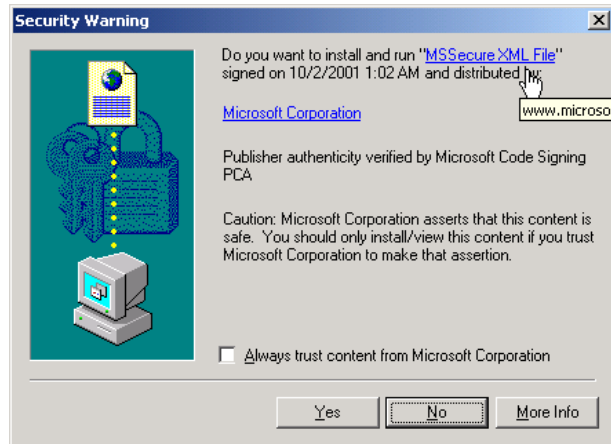 Security Warning
Do you want to install and run "MSSecure XML File"
signed on 10/2/2001 1:02 AM and distributed by:
Microsoft Corporation
www.microso
Publisher authenticity verified by Microsoft Code Signing
PCA
Caution: Microsoft Corporation asserts that this content is
safe. You should only install/view this content if you trust
Microsoft Corporation to make that assertion.
Always trust content from Microsoft Corporation
Yes
No
More Info